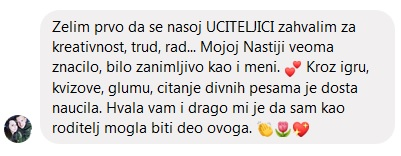 Zelim prvo da se nasoj UCITELJICI zahvalim za
kreativnost, trud, rad... Mojoj Nastiji veoma
znacilo, bilo zanimljivo kao i meni. 💕 Kroz igru,
kvizove, glumu, citanje divnih pesama je dosta
naucila. Hvala vam i drago mi je da sam kao
roditelj mogla biti deo ovoga. 👏🌷💖